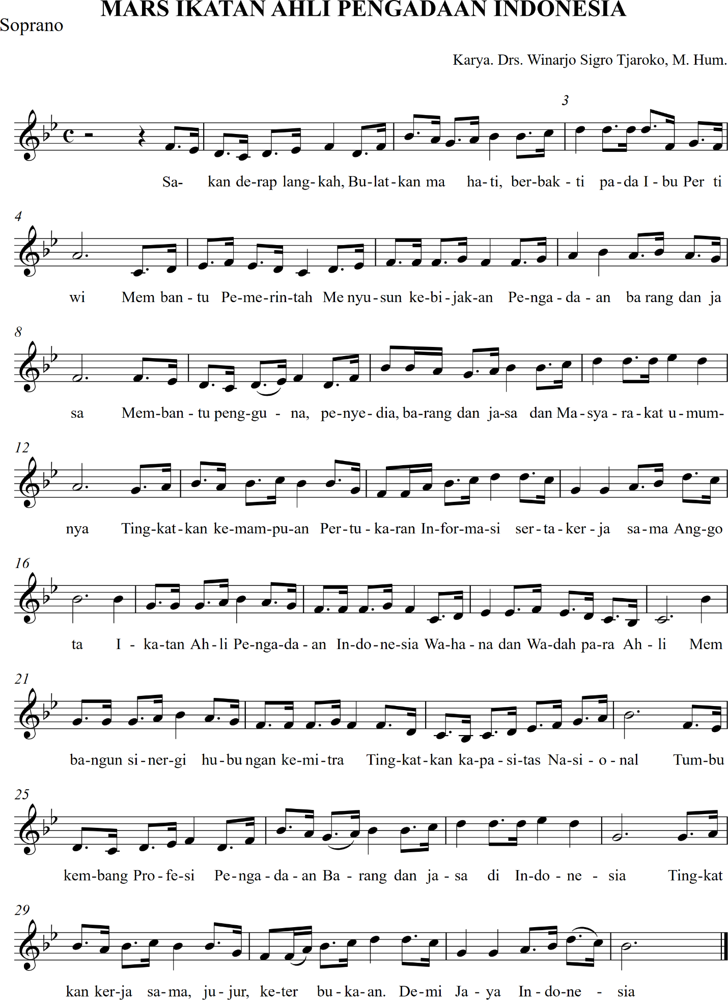 MARS IKATAN AHLI PENGADAAN INDONESIA
Soprano
Karya. Drs. Winarjo Sigro Tjaroko, M. Hum.
3
Sa- kan de-rap lang-kah, Bu-lat-kan ma ha-ti, ber-bak-ti pa-da I-bu Per ti
4
wi Mem ban-tu Pe-me-rin-tah Me nyu-sun ke-bi-jak-an Pe-nga-da-an ba rang dan ja
8
sa Mem-ban-tu peng-gu-na, pe-nye-dia, ba-rang dan ja-sa dan Ma-sya-ra-kat u-mum-
12
nya Ting-kat-kan ke-mam-pu-an Per-tu-ka-ran In-for-ma-si ser-ta-ker-ja sa-ma Ang-go
16
ta I-ka-tan Ah-li Pe-nga-da-an In-do-ne-sia Wa-ha-na dan Wa-dah pa-ra Ah-li Mem
21
ba-ngun si-ner-gi hu-bu ngan ke-mi-tra Ting-kat-kan ka-pa-si-tas Na-si-o-nal Tum-bu
25
kem-bang Pro-fe-si Pe-nga-da-an Ba-rang dan ja-sa di In-do-ne-sia Ting-kat
29
kan ker-ja sa-ma, ju-jur, ke-ter bu-ka-an. De-mi Ja-ya In-do-ne-sia